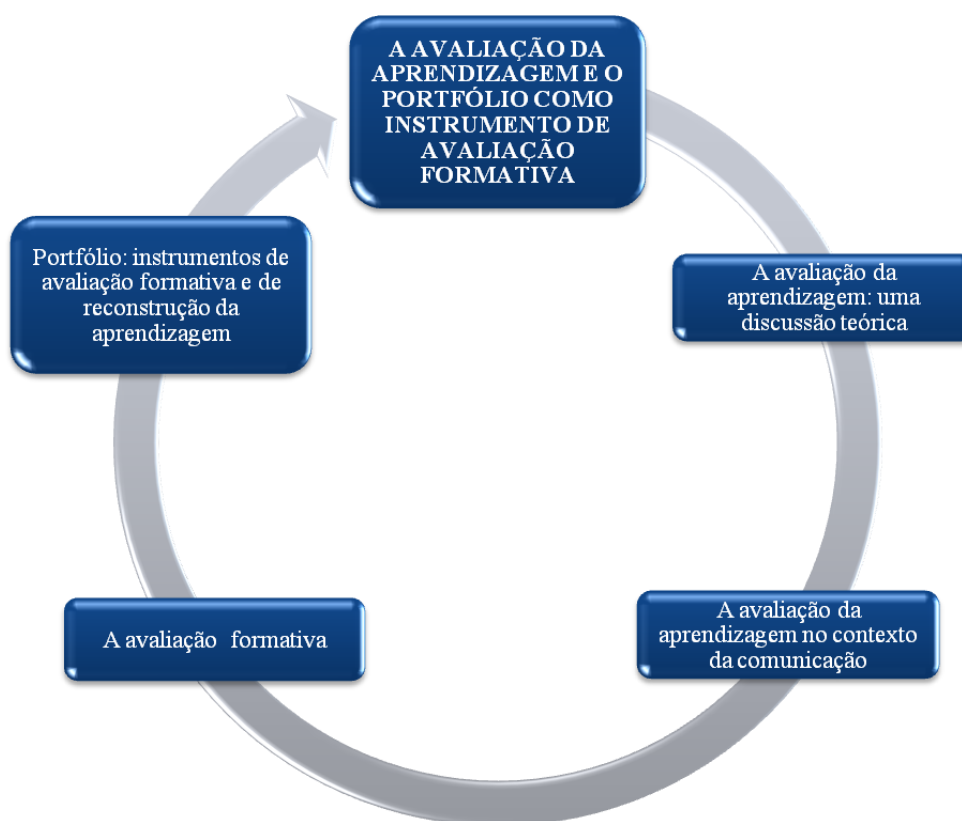 A AVALIAÇÃO DA
APRENDIZAGEM E O
PORTFÓLIO COMO
INSTRUMENTO DE
AVALIAÇÃO
FORMATIVA
A avaliação da
aprendizagem: uma
discussão teórica
A avaliação da
aprendizagem no contexto
da comunicação
A avaliação formativa
Portfólio: instrumentos de
avaliação formativa e de
reconstrução da
aprendizagem